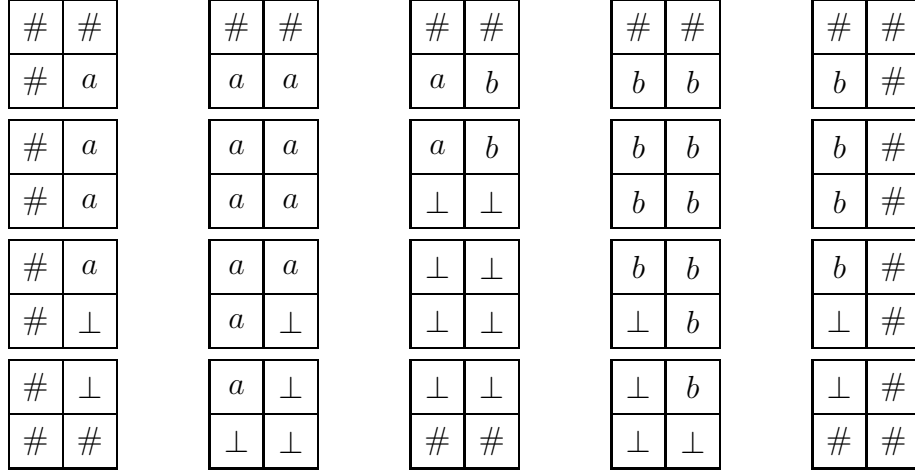 # # # # # # # # # #
# a a a a b b b b #
# a a a a b b b b #
# a a a ⊥ ⊥ b b b #
# a a a ⊥ ⊥ b b b #
# ⊥ a ⊥ ⊥ ⊥ ⊥ b ⊥ #
# ⊥ a ⊥ ⊥ ⊥ ⊥ b ⊥ #
# # ⊥ ⊥ # # ⊥ ⊥ # #